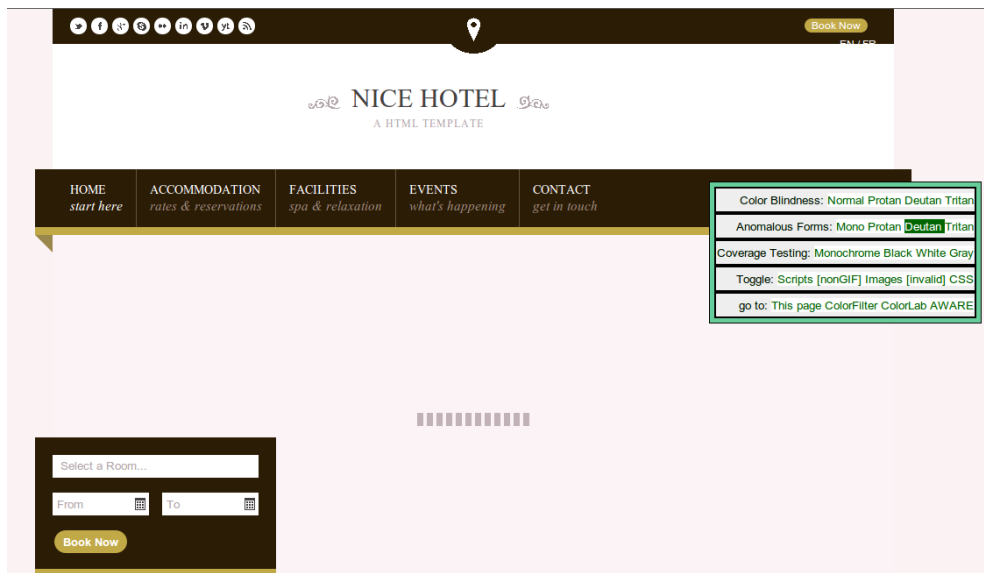 Book Now
EN / FR
NICE HOTEL
A HTML TEMPLATE
HOME ACCOMMODATION FACILITIES EVENTS CONTACT
start here rates & reservations spa & relaxation what's happening get in touch
Color Blindness: Normal Protan Deutan Tritan
Anomalous Forms: Mono Protan Deutan Tritan
Coverage Testing: Monochrome Black White Gray
Toggle: Scripts [nonGIF] Images [invalid] CSS
go to: This page ColorFilter ColorLab AWARE
Select a Room...
From To
Book Now